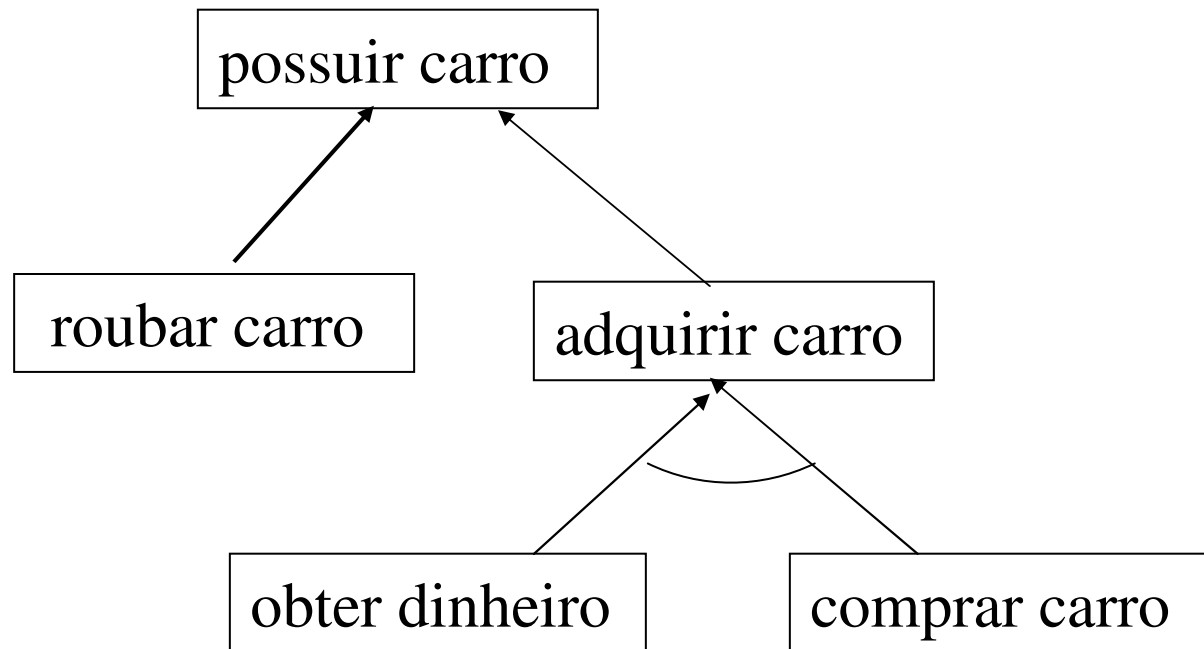 possuir carro
roubar carro
adquirir carro
obter dinheiro
comprar carro